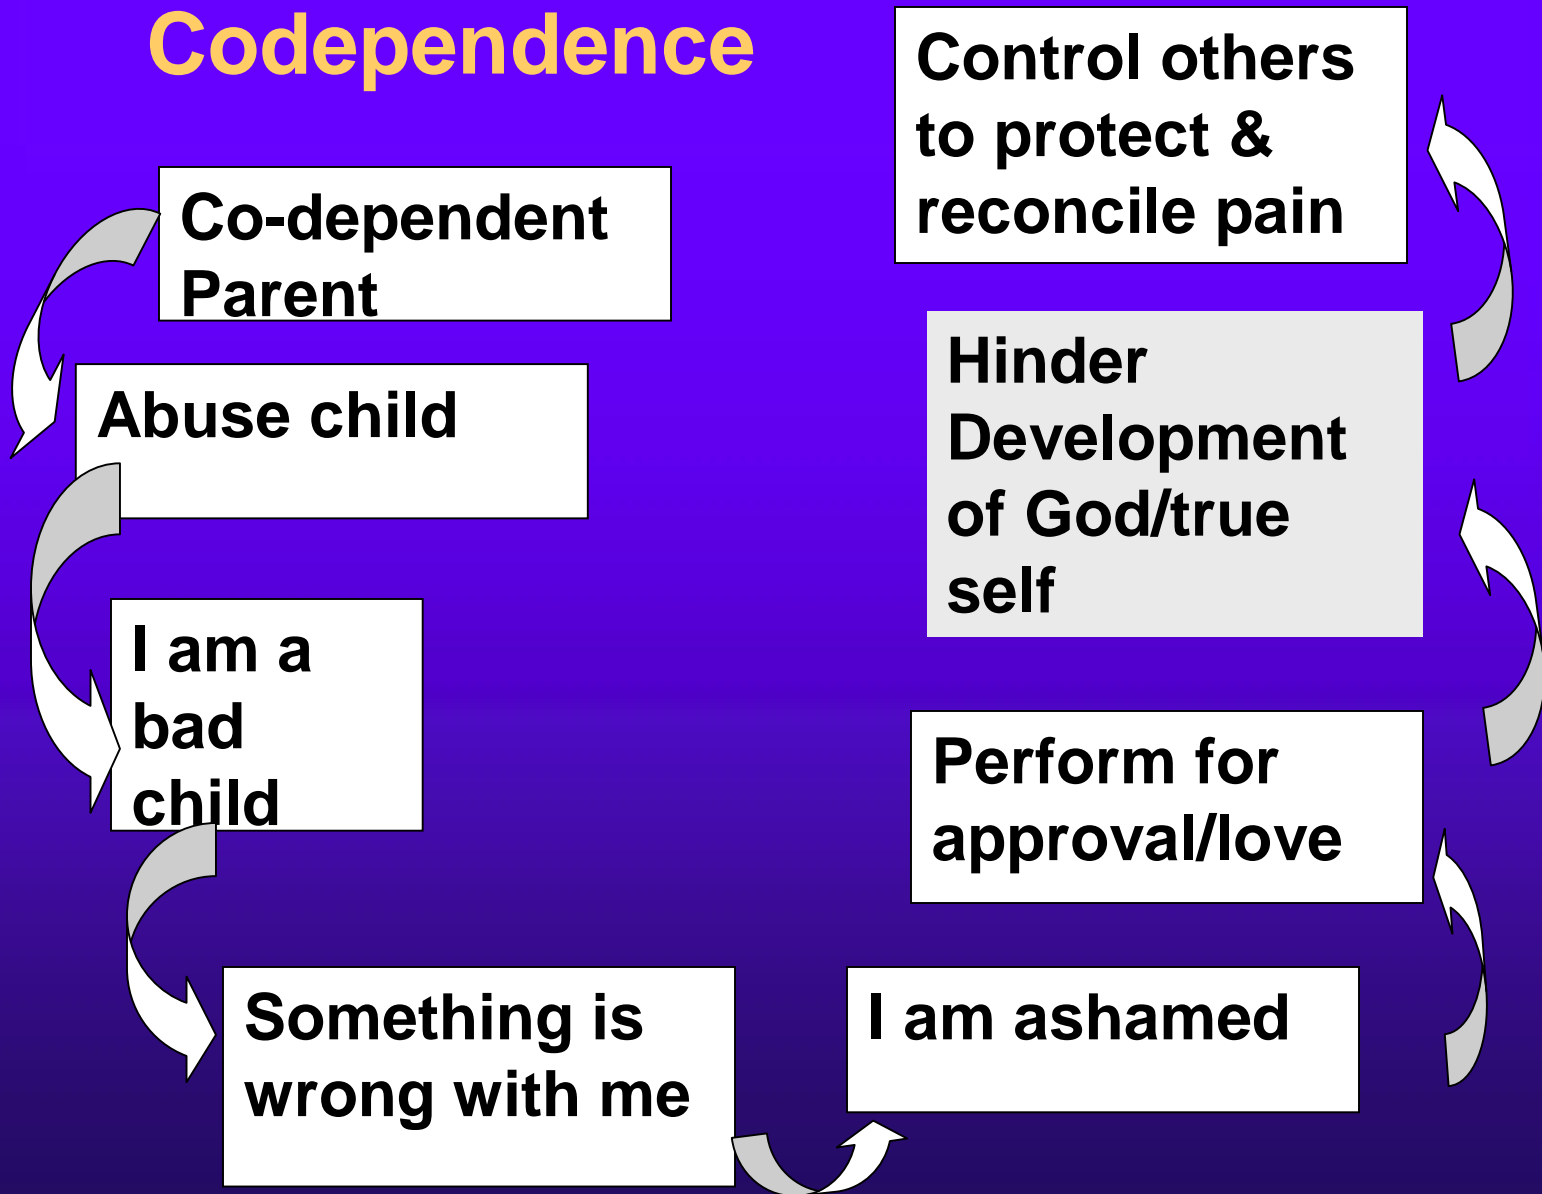 Codependence
Co-dependent
Parent
Abuse child
I am a
bad
child
Something is
wrong with me
I am ashamed
Perform for
approval/love
Hinder
Development
of God/true
self
Control others
to protect &
reconcile pain